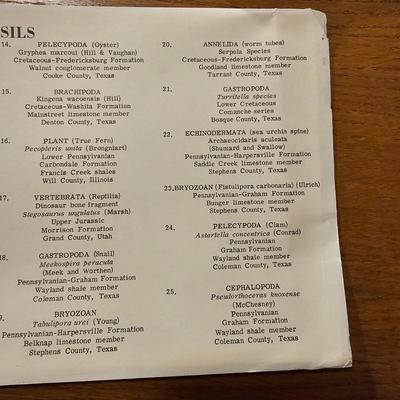 SILS
14. PELECYPODA (Oyster)
Gryphea marcoui (Hill & Vaughan)
Cretaceous-Fredericksburg Formation
Walnut conglomerate member
Cooke County, Texas
15. BRACHIPODA
Kingena wacoensis (Hill)
Cretaceous-Washita Formation
Mainstreet limestone member
Denton County, Texas
16. PLANT (True Fern)
Pecopteris unita (Brongniart)
Lower Pennsylvanian
Carbondale Formation
Francis Creek shales
Will County, Illinois
17. VERTEBRATA (Reptilia)
Dinosaur bone fragment
Stegosaurus ungulatus (Marsh)
Upper Jurassic
Morrison Formation
Grand County, Utah
18. GASTROPODA (Snail)
Meekospira peracuta
(Meek and Worthen)
Pennsylvanian-Graham Formation
Wayland shale member
Coleman County, Texas
9. BRYOZOAN
Tabulipora urei (Young)
Pennsylvanian-Harpersville Formation
Belknap limestone member
Stephens County, Texas
20. ANNELIDA (worm tubes)
Serpula Species
Cretaceous-Fredericksburg Formation
Goodland limestone member
Tarrant County, Texas
21. GASTROPODA
Turritella species
Lower Cretaceous
Comanche series
Bosque County, Texas
22. ECHINODERMATA (sea urchin spine)
Archaeocidaris aculeata
(Shumard and Swallow)
Pennsylvanian-Harpersville Formation
Saddle Creek limestone member
Stephens County, Texas
23. BRYOZOAN (Fistulipora carbonaria) (Ulrich)
Pennsylvanian-Graham Formation
Bunger limestone member
Stephens County, Texas
24. PELECYPODA (Clam)
Astartella concentrica (Conrad)
Pennsylvanian
Graham Formation
Wayland shale member
Coleman County, Texas
25. CEPHALOPODA
Pseudorthoceras knoxense
(McChesney)
Pennsylvanian
Graham Formation
Wayland shale member
Coleman County, Texas